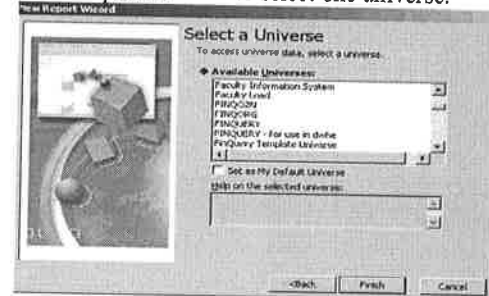 New Report Wizard
Select a Universe
To access universe data, select a universe.
Available Universes:
Faculty Information System
Faculty Load
FINQORG
FINQUERY
FINQUERY - for use in dwhe
FinQuery Template Universe
Set as My Default Universe
Help on the selected universe:
<Back Finish Cancel